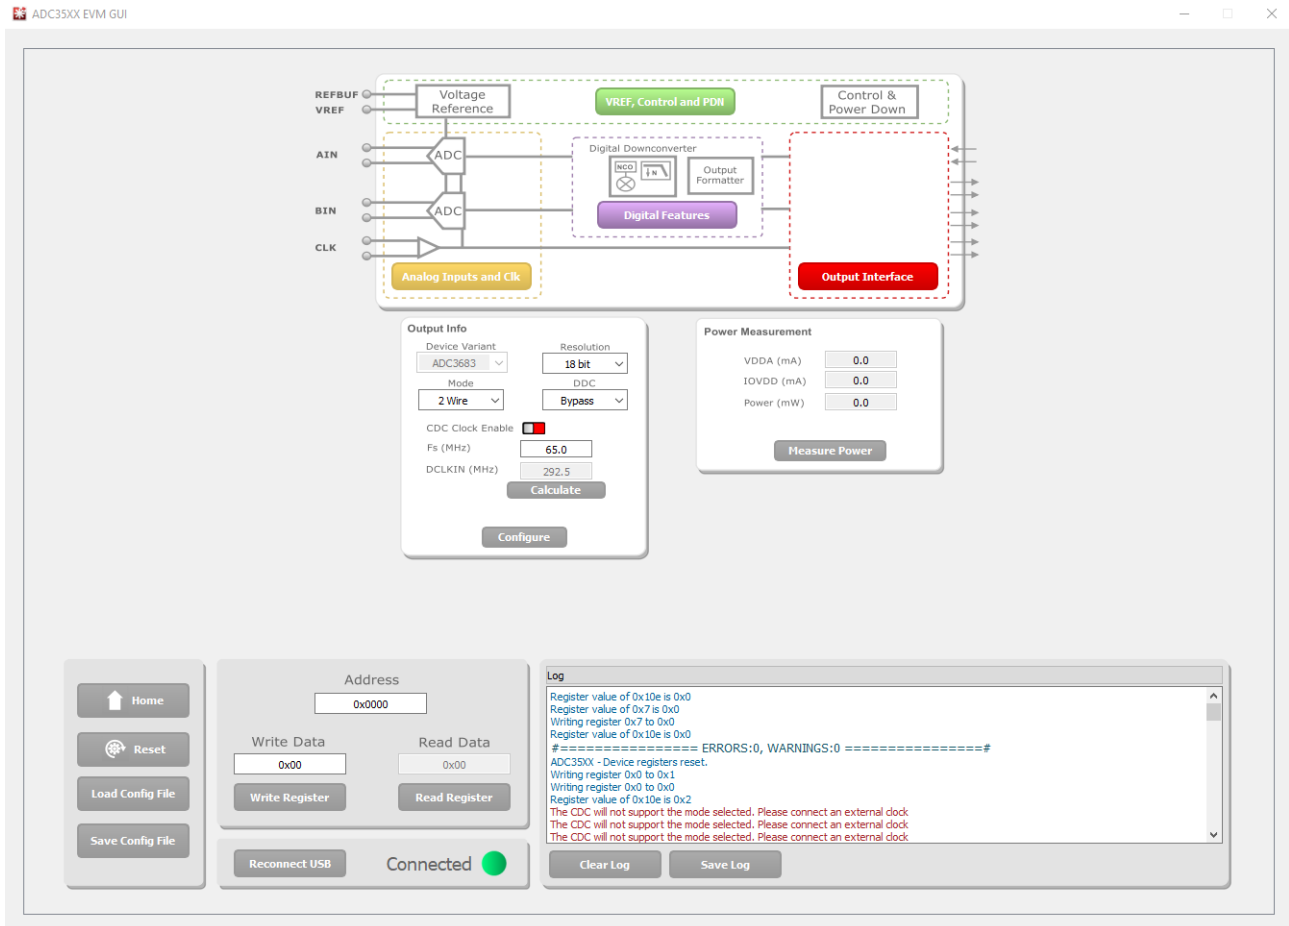 ADC35XX EVM GUI
REFBUF
VREF
Voltage
Reference
VREF, Control and PDN
Control &
Power Down
AIN
ADC
Digital Downconverter
NCO
↓N
Output
Formatter
BIN
ADC
Digital Features
CLK
Analog Inputs and Clk
Output Interface
Output Info
Device Variant
Resolution
ADC3683
18 bit
Mode
DDC
2 Wire
Bypass
CDC Clock Enable
Fs (MHz)
65.0
DCLKIN (MHz)
292.5
Calculate
Configure
Power Measurement
VDDA (mA)
0.0
IOVDD (mA)
0.0
Power (mW)
0.0
Measure Power
Home
Reset
Load Config File
Save Config File
Address
0x0000
Write Data
Read Data
0x00
0x00
Write Register
Read Register
Reconnect USB
Connected
Log
Register value of 0x10e is 0x0
Register value of 0x7 is 0x0
Writing register 0x7 to 0x0
Register value of 0x10e is 0x0
#================ ERRORS:0, WARNINGS:0 ================#
ADC35XX - Device registers reset.
Writing register 0x0 to 0x1
Writing register 0x0 to 0x0
Register value of 0x10e is 0x2
The CDC will not support the mode selected. Please connect an external clock
The CDC will not support the mode selected. Please connect an external clock
The CDC will not support the mode selected. Please connect an external clock
Clear Log
Save Log